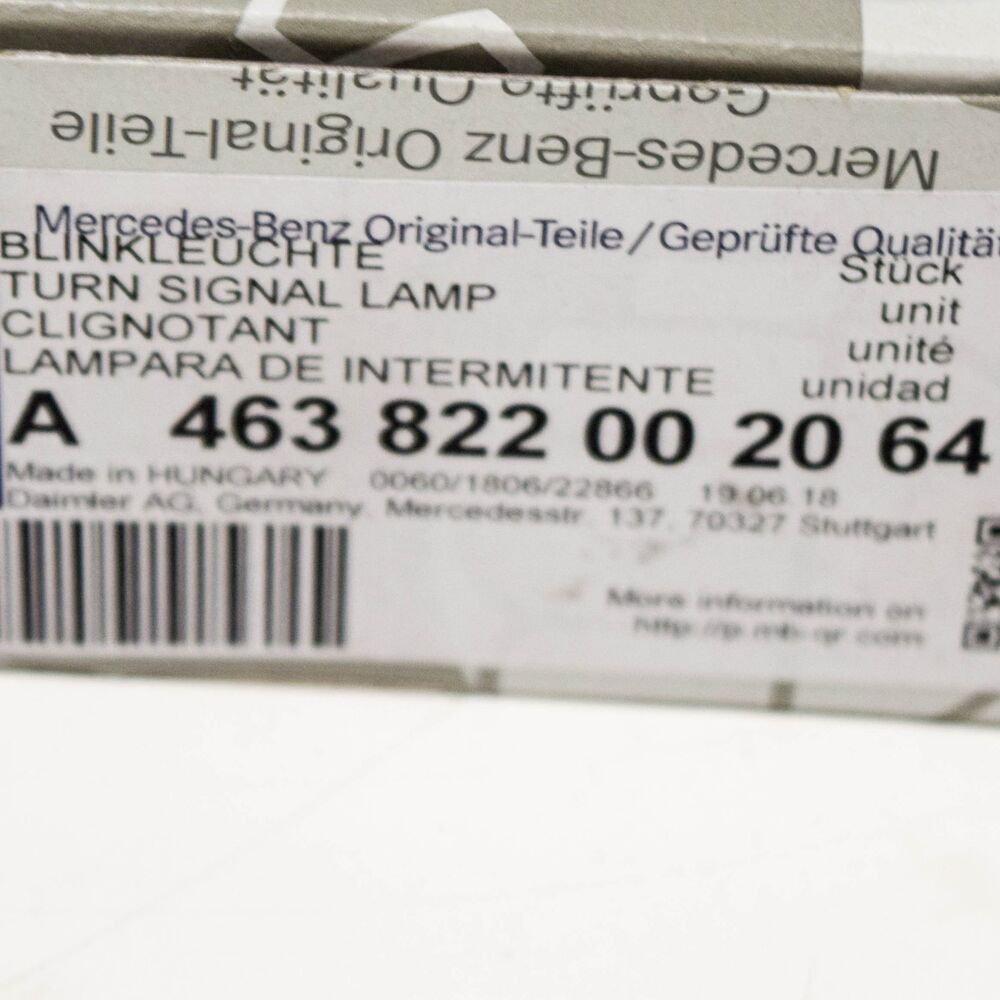 Geprüfte Qualität
Mercedes-Benz Original-Teile
Mercedes-Benz Original-Teile/Geprüfte Qualität
BLINKLEUCHTE Stück
TURN SIGNAL LAMP unit
CLIGNOTANT unité
LAMPARA DE INTERMITENTE unidad
A 463 822 00 20 64
Made in HUNGARY 0060/1806/22866 19.06.18
Daimler AG, Germany, Mercedesstr. 137, 70327 Stuttgart
More information on
http://p.mb-qr.com